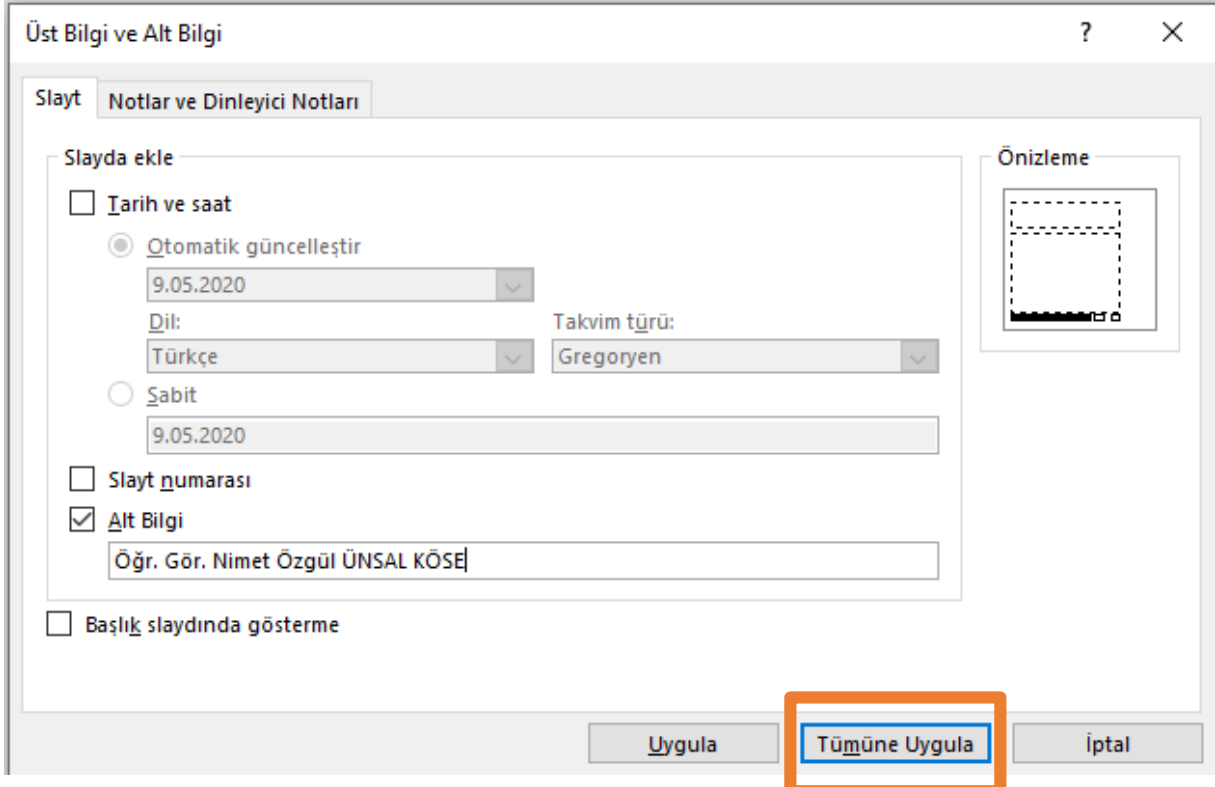 Üst Bilgi ve Alt Bilgi ?
Slayt Notlar ve Dinleyici Notları
Slayda ekle
Önizleme
Tarih ve saat
Otomatik güncelleştir
9.05.2020
Dil: Takvim türü:
Türkçe Gregoryen
Sabit
9.05.2020
Slayt numarası
Alt Bilgi
Öğr. Gör. Nimet Özgül ÜNSAL KÖSE
Başlık slaydında gösterme
Uygula Tümüne Uygula İptal